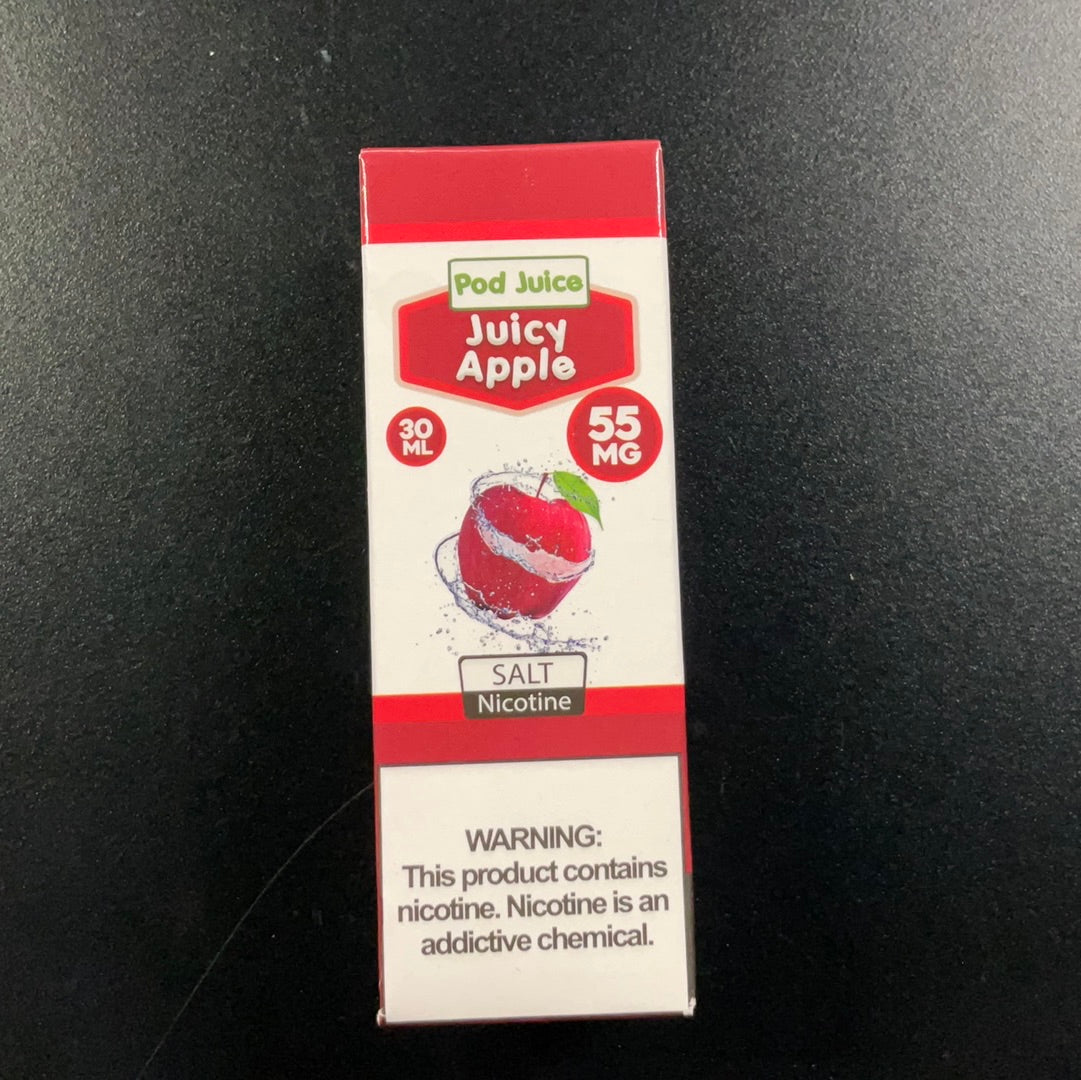 Pod Juice
Juicy
Apple
30
ML
55
MG
SALT
Nicotine
WARNING:
This product contains
nicotine. Nicotine is an
addictive chemical.